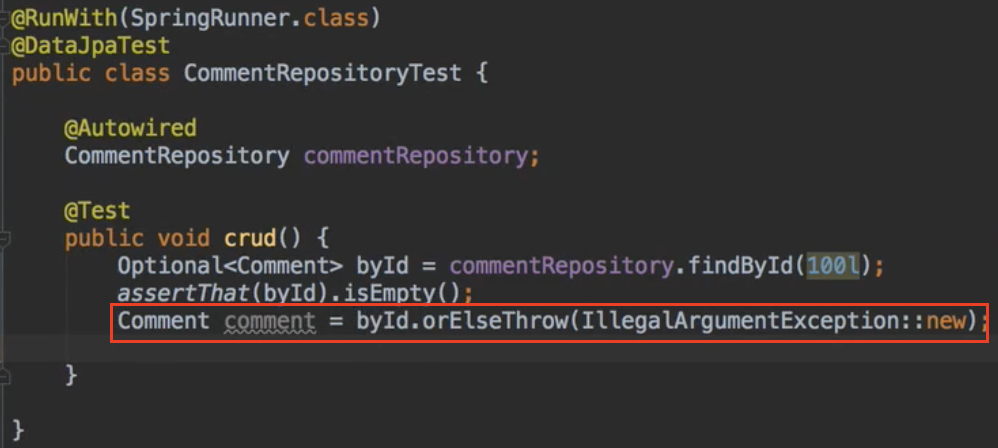 @RunWith(SpringRunner.class)
@DataJpaTest
public class CommentRepositoryTest {
@Autowired
CommentRepository commentRepository;
@Test
public void crud() {
Optional<Comment> byId = commentRepository.findById(100l);
assertThat(byId).isEmpty();
Comment comment = byId.orElseThrow(IllegalArgumentException::new);
}
}